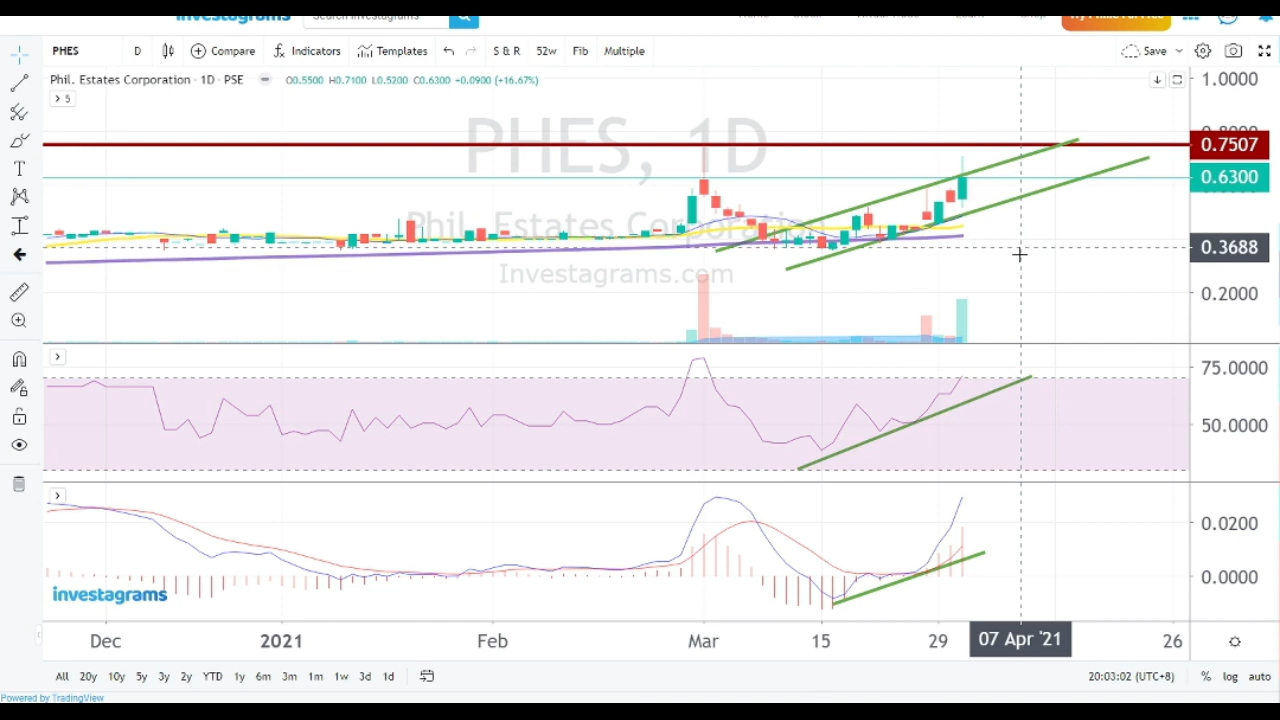 investagrams Search Investagrams
PHES D Compare Indicators Templates S & R 52w Fib Multiple Save
Phil. Estates Corporation · 1D · PSE O0.5500 H0.7100 L0.5200 C0.6300 +0.0900 (+16.67%)
5
1.0000
0.8000
PHES, 1D
0.7507
0.6300
Phil. Estates Corporation
0.3688
Investagrams.com
0.2000
75.0000
50.0000
0.0200
0.0000
investagrams
Dec 2021 Feb Mar 15 29 07 Apr '21 26
All 20y 10y 5y 3y 2y YTD 1y 6m 3m 1m 1w 3d 1d 20:03:02 (UTC+8) % log auto
Powered by TradingView